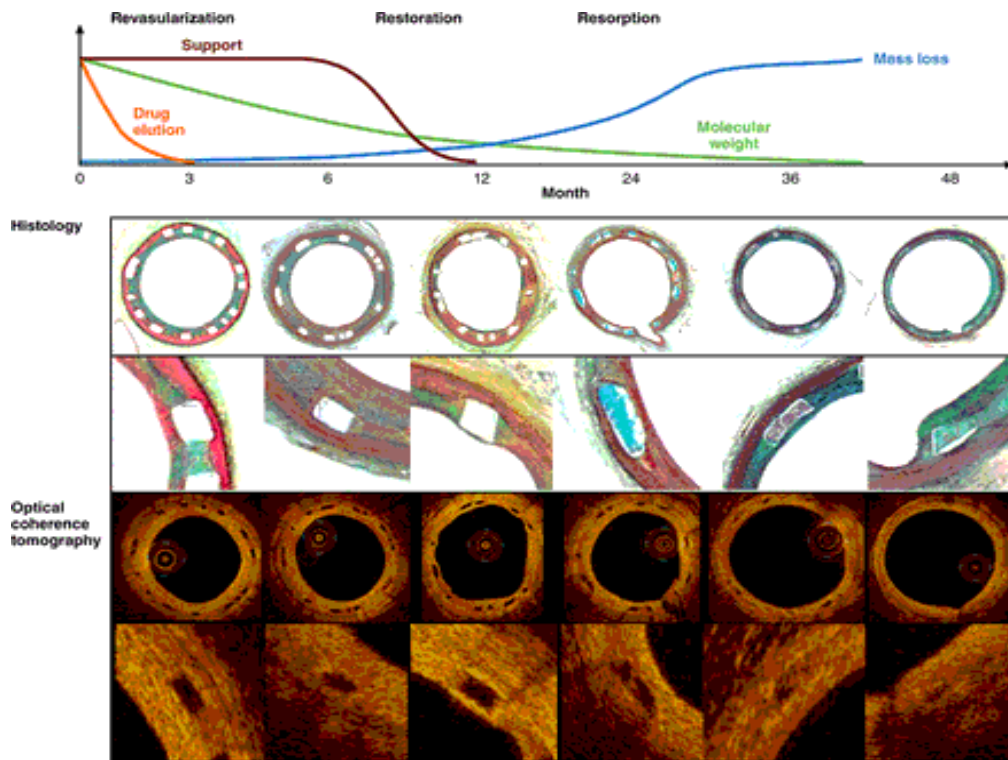 Revasularization Restoration Resorption
Support
Mass loss
Drug
elution
Molecular
weight
0 3 6 12 24 36 48
Month
Histology
Optical
coherence
tomography